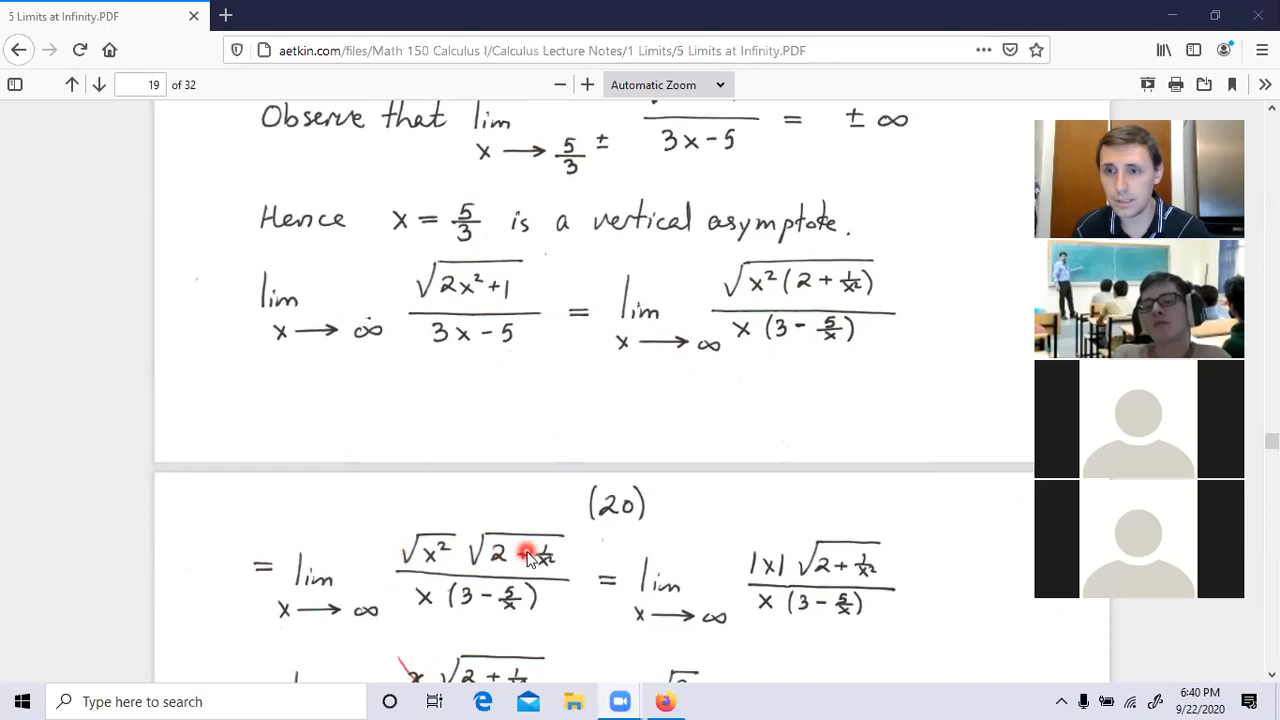 5 Limits at Infinity.PDF
aetkin.com/files/Math 150 Calculus I/Calculus Lecture Notes/1 Limits/5 Limits at Infinity.PDF
19 of 32
Automatic Zoom
Observe that lim x → 5/3 ± 3x-5 = ± ∞
Hence x = 5/3 is a vertical asymptote.
lim x → ∞ √(2x²+1) / (3x-5) = lim x → ∞ √(x²(2+1/x²)) / (x(3-5/x))
(20)
= lim x → ∞ √x² √(2+1/x²) / (x(3-5/x)) = lim x → ∞ |x| √(2+1/x²) / (x(3-5/x))
x √(2+1/x²)
Type here to search
6:40 PM
9/22/2020